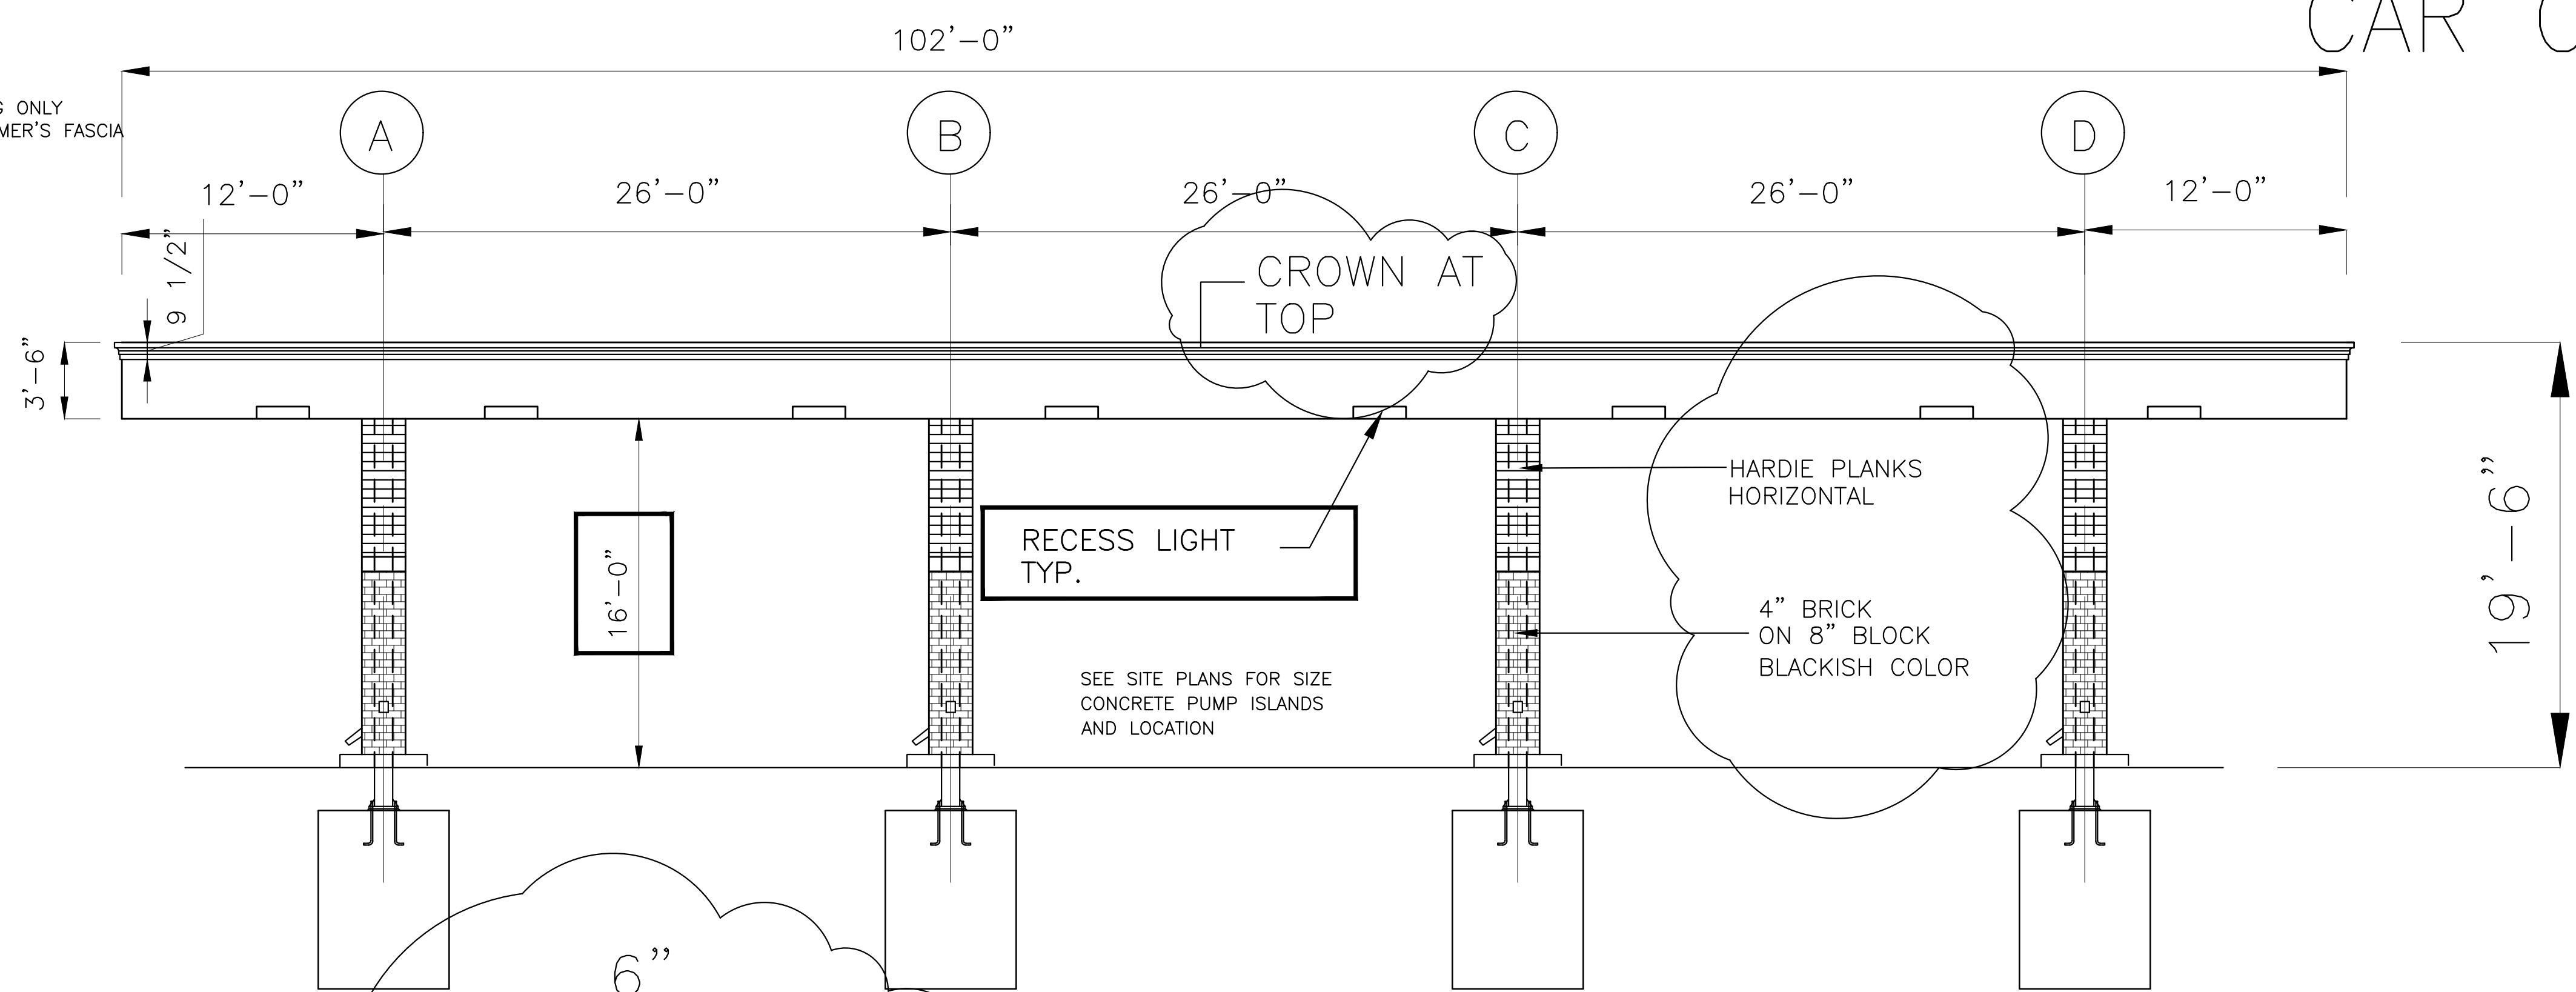 CAR
102'-0"
ONLY
FASCIA
A
B
C
D
12'-0"
26'-0"
26'-0"
26'-0"
12'-0"
9 1/2"
3'-6"
CROWN AT
TOP
HARDIE PLANKS
HORIZONTAL
RECESS LIGHT
TYP.
16'-0"
19'-6"
4" BRICK
ON 8" BLOCK
BLACKISH COLOR
SEE SITE PLANS FOR SIZE
CONCRETE PUMP ISLANDS
AND LOCATION
6"